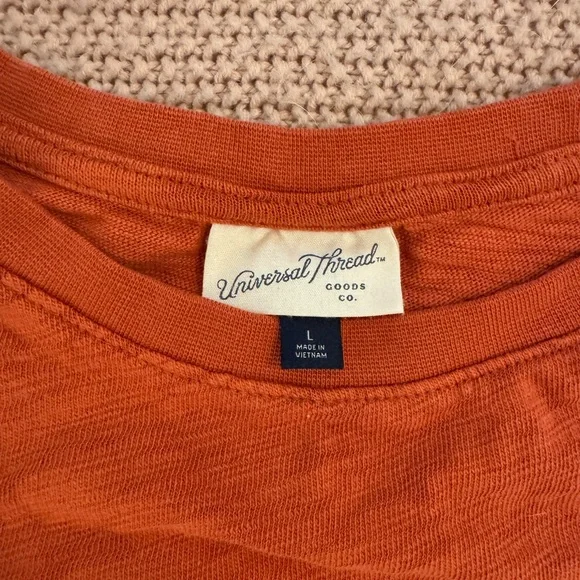 Universal Thread™
GOODS
CO.
L
MADE IN
VIETNAM